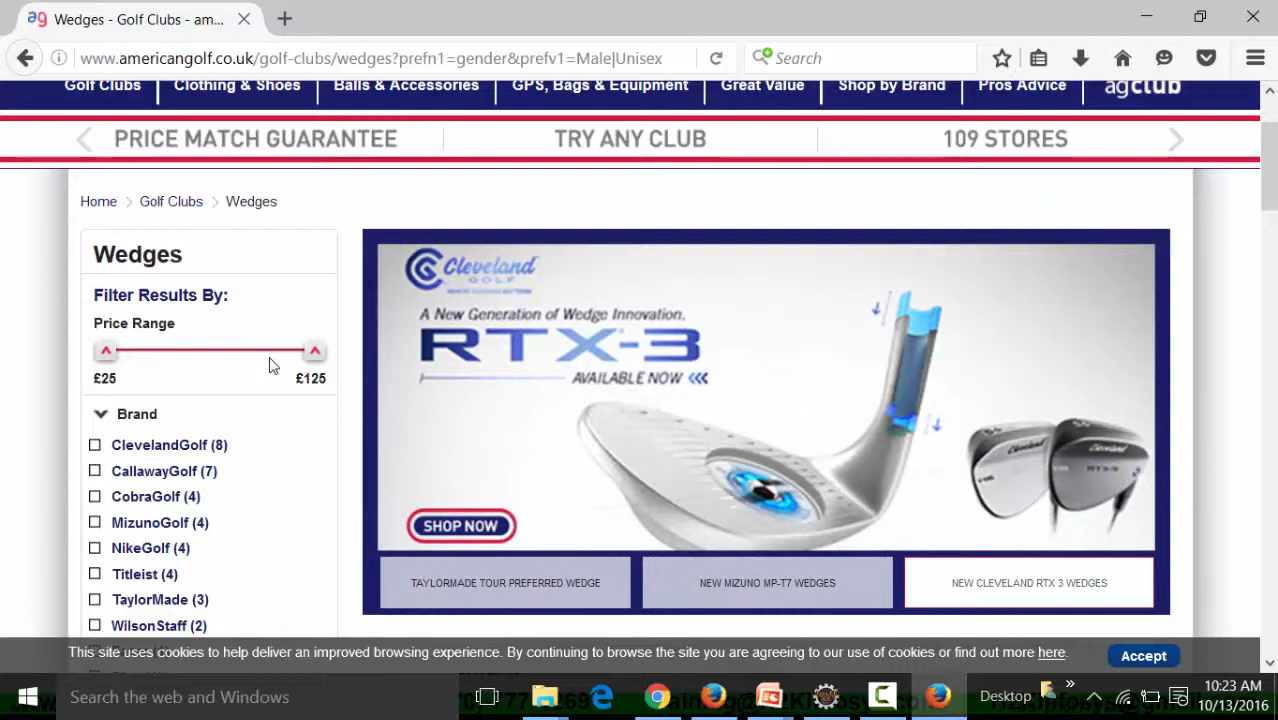 Wedges - Golf Clubs - am...
www.americangolf.co.uk/golf-clubs/wedges?prefn1=gender&prefv1=Male|Unisex
Search
Golf Clubs
Clothing & Shoes
Balls & Accessories
GPS, Bags & Equipment
Great Value
Shop by Brand
Pros Advice
agclub
PRICE MATCH GUARANTEE
TRY ANY CLUB
109 STORES
Home > Golf Clubs > Wedges
Wedges
Filter Results By:
Price Range
£25 £125
Brand
ClevelandGolf (8)
CallawayGolf (7)
CobraGolf (4)
MizunoGolf (4)
NikeGolf (4)
Titleist (4)
TaylorMade (3)
WilsonStaff (2)
Cleveland
GOLF
A New Generation of Wedge Innovation.
RTX-3
AVAILABLE NOW
SHOP NOW
TAYLORMADE TOUR PREFERRED WEDGE
NEW MIZUNO MP-T7 WEDGES
NEW CLEVELAND RTX 3 WEDGES
This site uses cookies to help deliver an improved browsing experience. By continuing to browse the site you are agreeing to our use of cookies or find out more here.
Accept
Search the web and Windows
Desktop
10:23 AM
10/13/2016